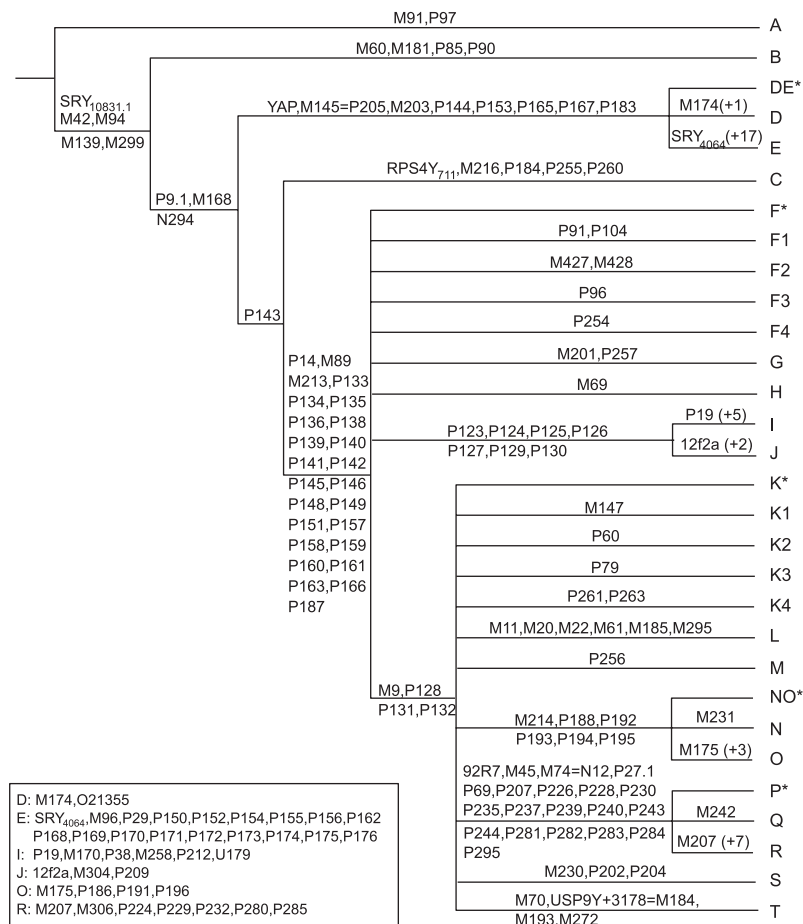 M91,P97
A
M60,M181,P85,P90
B
SRY10831.1
M42,M94
M139,M299
YAP,M145=P205,M203,P144,P153,P165,P167,P183
DE*
M174(+1)
D
SRY4064(+17)
E
RPS4Y711,M216,P184,P255,P260
C
P9.1,M168
N294
F*
P91,P104
F1
M427,M428
F2
P96
F3
P143
P254
F4
P14,M89
M213,P133
P134,P135
P136,P138
P139,P140
P141,P142
P145,P146
P148,P149
P151,P157
P158,P159
P160,P161
P163,P166
P187
M201,P257
G
M69
H
P123,P124,P125,P126
P127,P129,P130
P19 (+5)
I
12f2a (+2)
J
K*
M147
K1
P60
K2
P79
K3
P261,P263
K4
M11,M20,M22,M61,M185,M295
L
P256
M
M9,P128
P131,P132
M214,P188,P192
P193,P194,P195
NO*
M231
N
M175 (+3)
O
92R7,M45,M74=N12,P27.1
P69,P207,P226,P228,P230
P235,P237,P239,P240,P243
P244,P281,P282,P283,P284
P295
P*
M242
Q
M207 (+7)
R
M230,P202,P204
S
M70,USP9Y+3178=M184,
M193,M272
T
D: M174,O21355
E: SRY4064,M96,P29,P150,P152,P154,P155,P156,P162
P168,P169,P170,P171,P172,P173,P174,P175,P176
I: P19,M170,P38,M258,P212,U179
J: 12f2a,M304,P209
O: M175,P186,P191,P196
R: M207,M306,P224,P229,P232,P280,P285